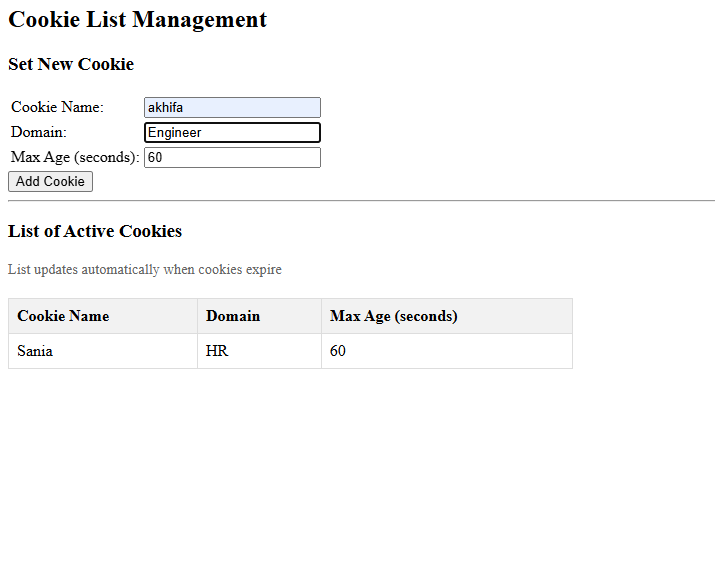 Cookie List Management
Set New Cookie
Cookie Name: akhifa
Domain: Engineer
Max Age (seconds): 60
Add Cookie
List of Active Cookies
List updates automatically when cookies expire
Cookie Name Domain Max Age (seconds)
Sania HR 60